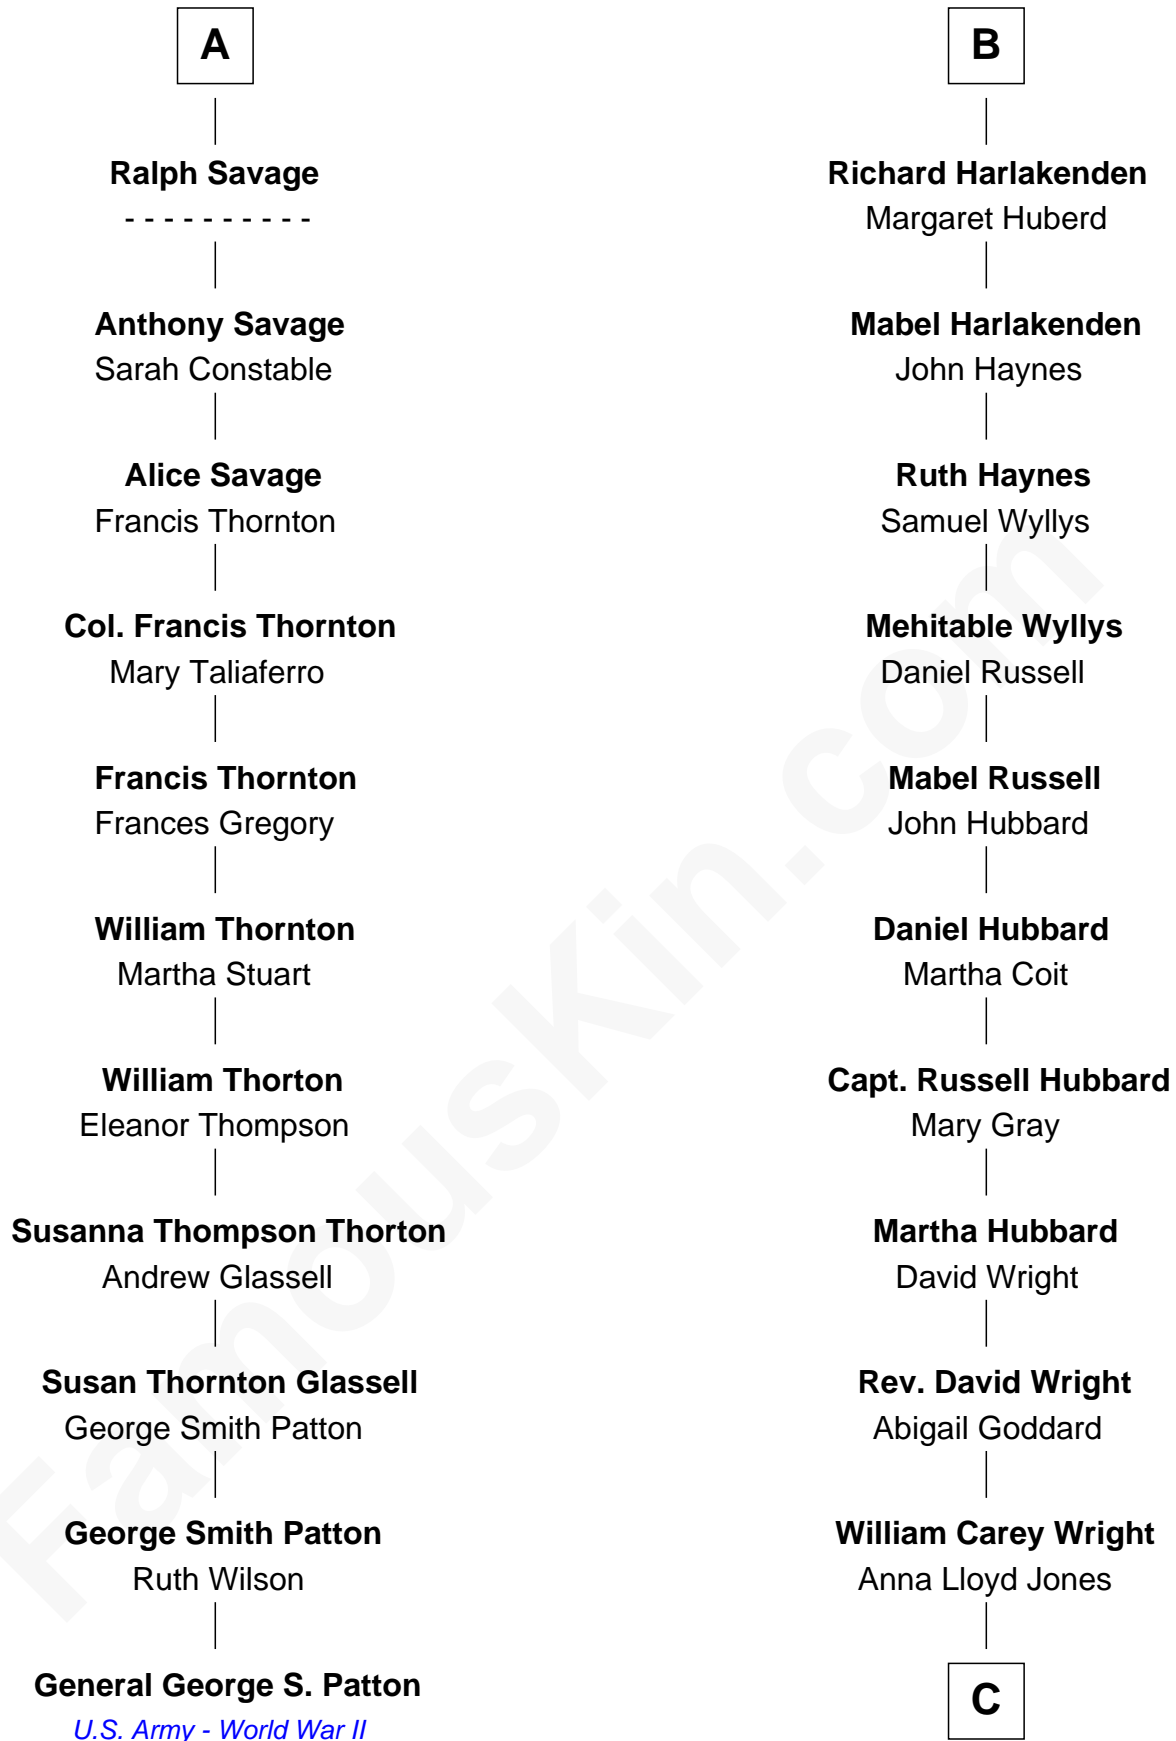 A
Ralph Savage
- - - - - - - - - -
Anthony Savage
Sarah Constable
Alice Savage
Francis Thornton
Col. Francis Thornton
Mary Taliaferro
Francis Thornton
Frances Gregory
William Thornton
Martha Stuart
William Thorton
Eleanor Thompson
Susanna Thompson Thorton
Andrew Glassell
Susan Thornton Glassell
George Smith Patton
George Smith Patton
Ruth Wilson
General George S. Patton
U.S. Army - World War II
B
Richard Harlakenden
Margaret Huberd
Mabel Harlakenden
John Haynes
Ruth Haynes
Samuel Wyllys
Mehitable Wyllys
Daniel Russell
Mabel Russell
John Hubbard
Daniel Hubbard
Martha Coit
Capt. Russell Hubbard
Mary Gray
Martha Hubbard
David Wright
Rev. David Wright
Abigail Goddard
William Carey Wright
Anna Lloyd Jones
C
FamousKin.com